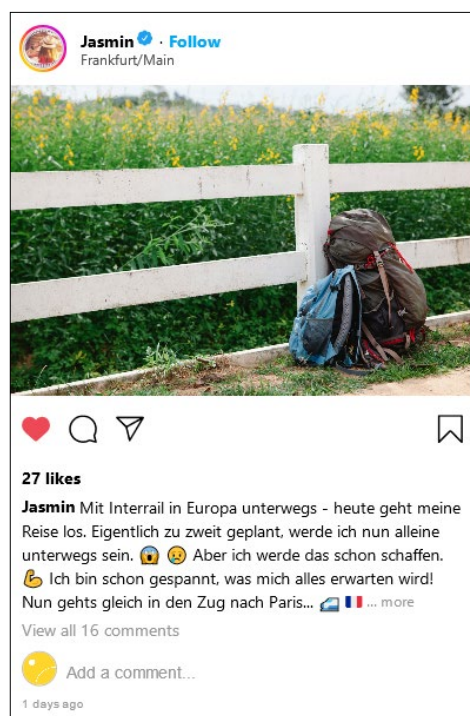 Jasmin · Follow
Frankfurt/Main
27 likes
Jasmin Mit Interrail in Europa unterwegs - heute geht meine
Reise los. Eigentlich zu zweit geplant, werde ich nun alleine
unterwegs sein. 😱 😥 Aber ich werde das schon schaffen.
💪 Ich bin schon gespannt, was mich alles erwarten wird!
Nun gehts gleich in den Zug nach Paris... 🚄 🇫🇷 ... more
View all 16 comments
Add a comment...
1 days ago